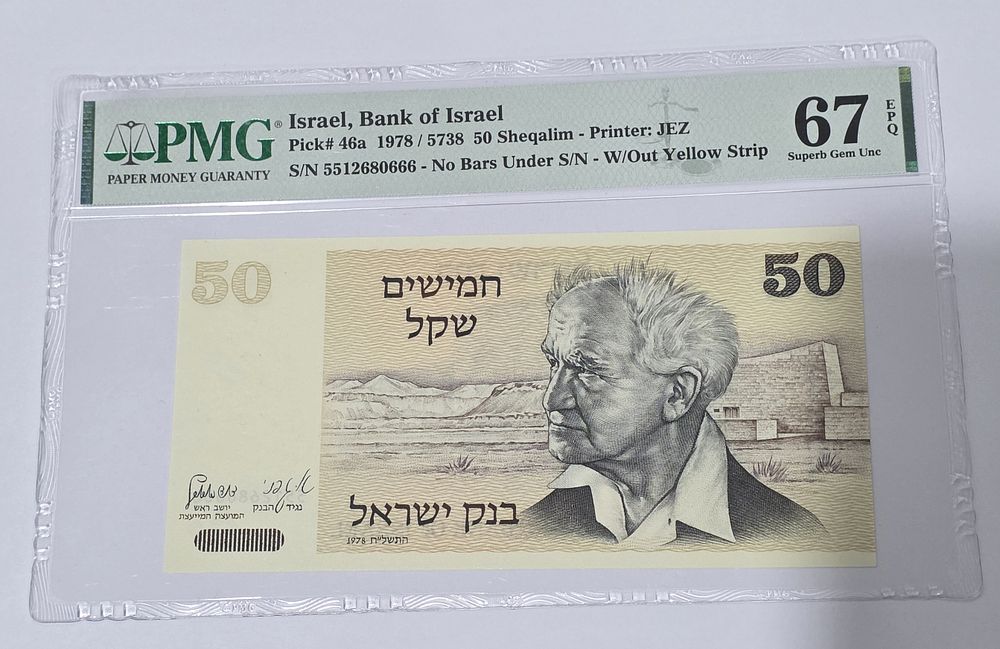 PMG®
PAPER MONEY GUARANTY
Israel, Bank of Israel
Pick# 46a 1978 / 5738 50 Sheqalim - Printer: JEZ
S/N 5512680666 - No Bars Under S/N - W/Out Yellow Strip
67
EPQ
Superb Gem Unc
50
חמישים
שקל
50
נגיד הבנק
יושב ראש
המועצה המייעצת
בנק ישראל
התשל״ח 1978